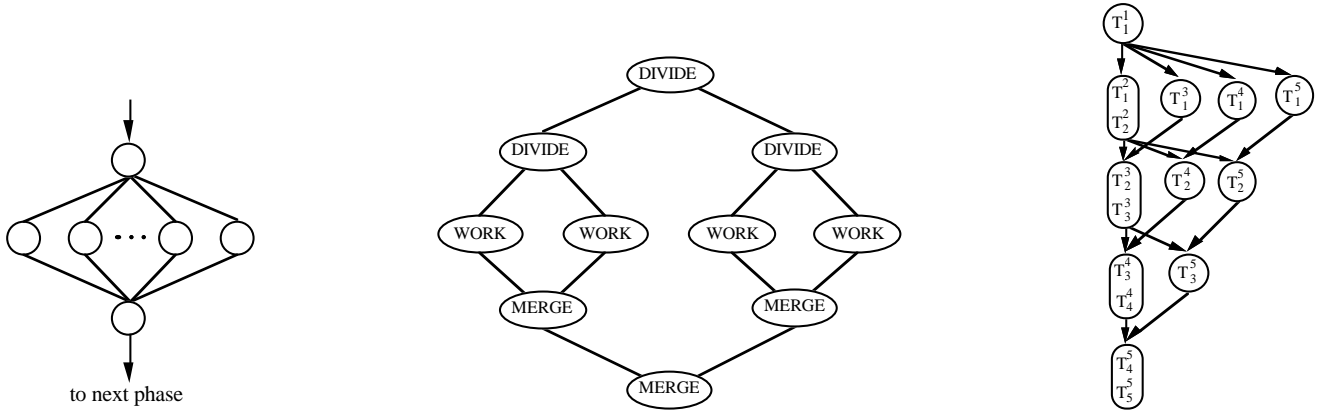 . . .
to next phase
DIVIDE
DIVIDE DIVIDE
WORK WORK WORK WORK
MERGE MERGE
MERGE
T₁¹
T₁² T₁³ T₁⁴ T₁⁵
T₂²
T₂³ T₂⁴ T₂⁵
T₃³
T₃⁴ T₃⁵
T₄⁴
T₄⁵
T₅⁵